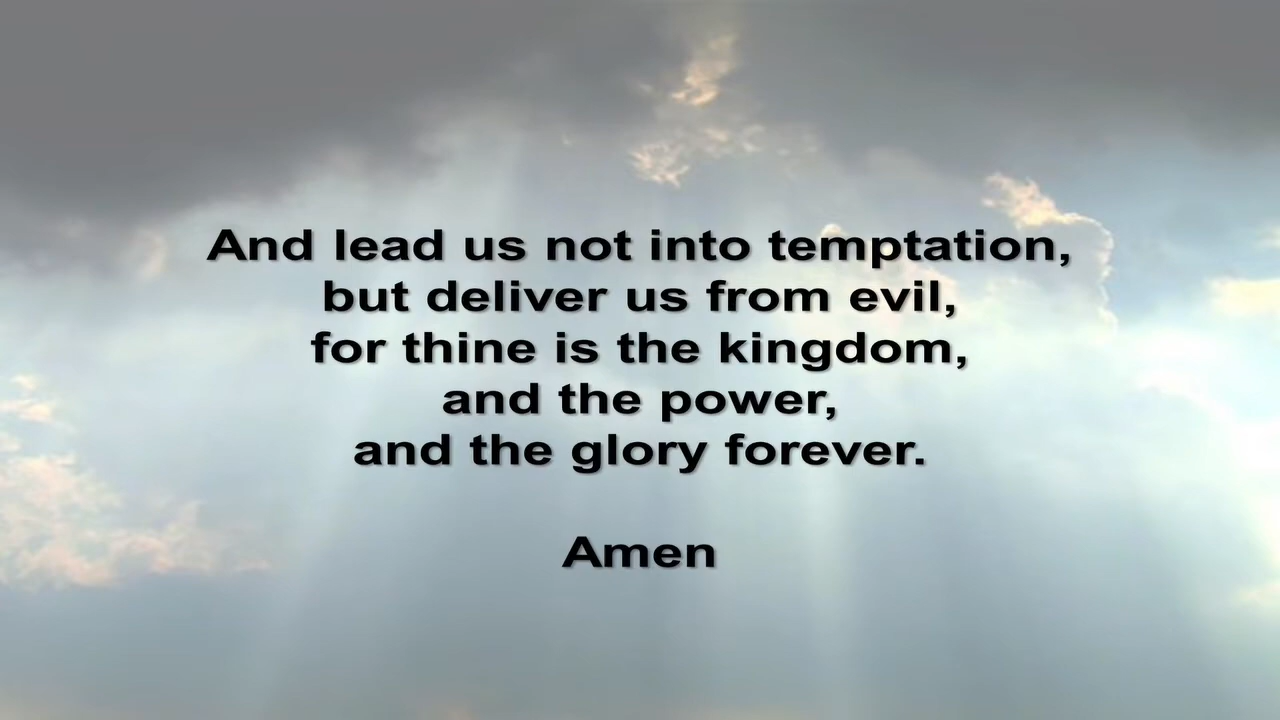 And lead us not into temptation,
but deliver us from evil,
for thine is the kingdom,
and the power,
and the glory forever.
Amen